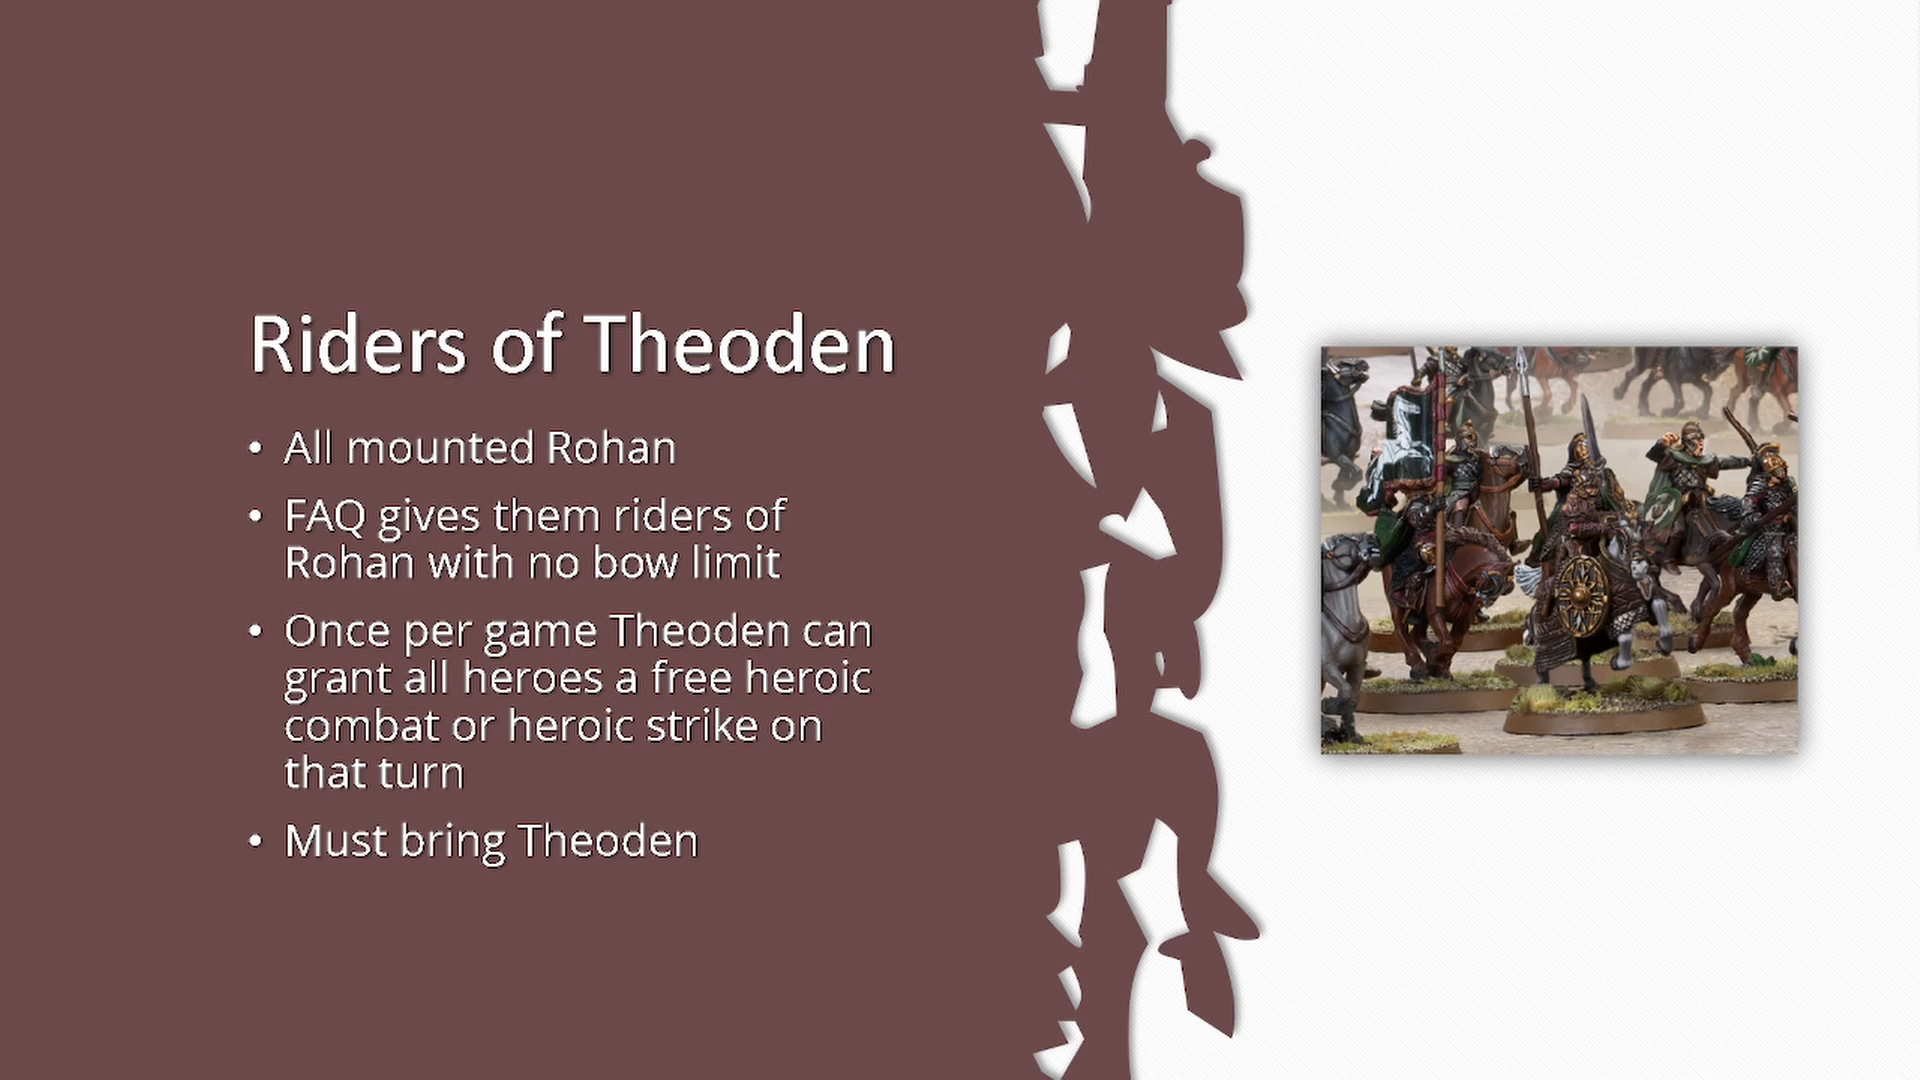 Riders of Theoden
• All mounted Rohan
• FAQ gives them riders of
Rohan with no bow limit
• Once per game Theoden can
grant all heroes a free heroic
combat or heroic strike on
that turn
• Must bring Theoden